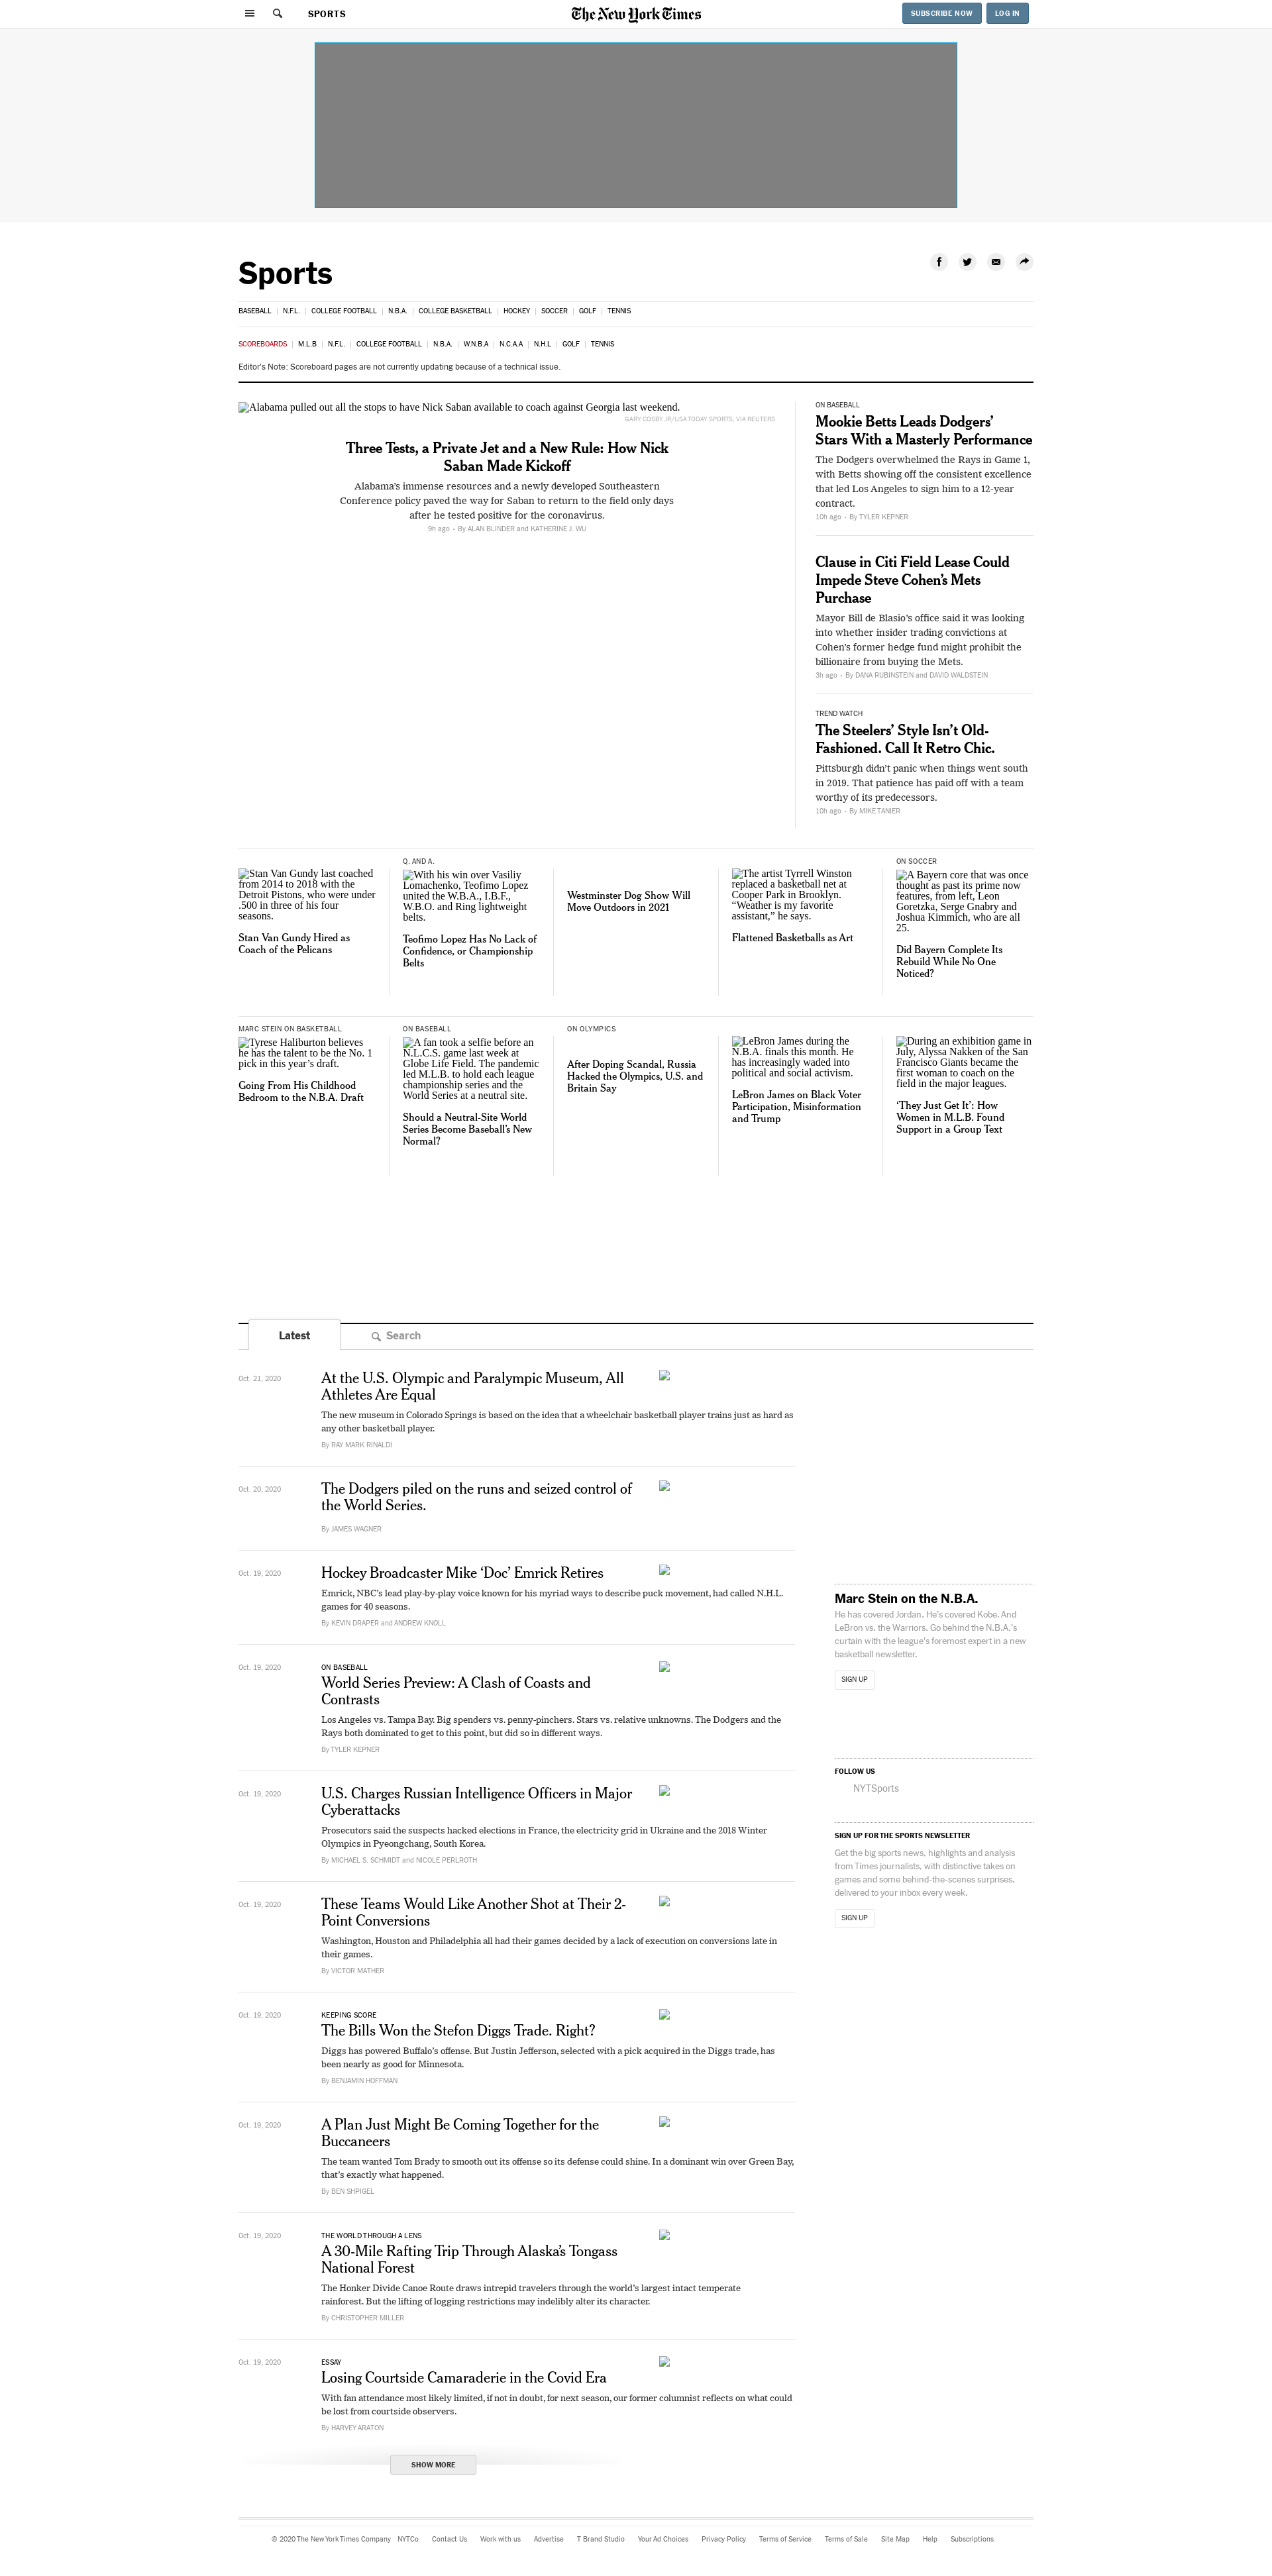 SPORTS
The New York Times
SUBSCRIBE NOW
LOG IN
Sports
BASEBALL
N.F.L.
COLLEGE FOOTBALL
N.B.A.
COLLEGE BASKETBALL
HOCKEY
SOCCER
GOLF
TENNIS
SCOREBOARDS
M.L.B
N.F.L.
COLLEGE FOOTBALL
N.B.A.
W.N.B.A
N.C.A.A
N.H.L
GOLF
TENNIS
Editor's Note: Scoreboard pages are not currently updating because of a technical issue.
Alabama pulled out all the stops to have Nick Saban available to coach against Georgia last weekend.
GARY COSBY JR/USA TODAY SPORTS, VIA REUTERS
Three Tests, a Private Jet and a New Rule: How Nick
Saban Made Kickoff
Alabama's immense resources and a newly developed Southeastern
Conference policy paved the way for Saban to return to the field only days
after he tested positive for the coronavirus.
9h ago • By ALAN BLINDER and KATHERINE J. WU
ON BASEBALL
Mookie Betts Leads Dodgers’
Stars With a Masterly Performance
The Dodgers overwhelmed the Rays in Game 1,
with Betts showing off the consistent excellence
that led Los Angeles to sign him to a 12-year
contract.
10h ago • By TYLER KEPNER
Clause in Citi Field Lease Could
Impede Steve Cohen’s Mets
Purchase
Mayor Bill de Blasio’s office said it was looking
into whether insider trading convictions at
Cohen’s former hedge fund might prohibit the
billionaire from buying the Mets.
3h ago • By DANA RUBINSTEIN and DAVID WALDSTEIN
TREND WATCH
The Steelers’ Style Isn’t Old-
Fashioned. Call It Retro Chic.
Pittsburgh didn’t panic when things went south
in 2019. That patience has paid off with a team
worthy of its predecessors.
10h ago • By MIKE TANIER
Stan Van Gundy last coached
from 2014 to 2018 with the
Detroit Pistons, who were under
.500 in three of his four
seasons.
Stan Van Gundy Hired as
Coach of the Pelicans
Q. AND A.
With his win over Vasiliy
Lomachenko, Teofimo Lopez
united the W.B.A., I.B.F.,
W.B.O. and Ring lightweight
belts.
Teofimo Lopez Has No Lack of
Confidence, or Championship
Belts
Westminster Dog Show Will
Move Outdoors in 2021
The artist Tyrrell Winston
replaced a basketball net at
Cooper Park in Brooklyn.
“Weather is my favorite
assistant,” he says.
Flattened Basketballs as Art
ON SOCCER
A Bayern core that was once
thought as past its prime now
features, from left, Leon
Goretzka, Serge Gnabry and
Joshua Kimmich, who are all
25.
Did Bayern Complete Its
Rebuild While No One
Noticed?
MARC STEIN ON BASKETBALL
Tyrese Haliburton believes
he has the talent to be the No. 1
pick in this year’s draft.
Going From His Childhood
Bedroom to the N.B.A. Draft
ON BASEBALL
A fan took a selfie before an
N.L.C.S. game last week at
Globe Life Field. The pandemic
led M.L.B. to hold each league
championship series and the
World Series at a neutral site.
Should a Neutral-Site World
Series Become Baseball’s New
Normal?
ON OLYMPICS
After Doping Scandal, Russia
Hacked the Olympics, U.S. and
Britain Say
LeBron James during the
N.B.A. finals this month. He
has increasingly waded into
political and social activism.
LeBron James on Black Voter
Participation, Misinformation
and Trump
During an exhibition game in
July, Alyssa Nakken of the San
Francisco Giants became the
first woman to coach on the
field in the major leagues.
‘They Just Get It’: How
Women in M.L.B. Found
Support in a Group Text
Latest
Search
Oct. 21, 2020
At the U.S. Olympic and Paralympic Museum, All
Athletes Are Equal
The new museum in Colorado Springs is based on the idea that a wheelchair basketball player trains just as hard as
any other basketball player.
By RAY MARK RINALDI
Oct. 20, 2020
The Dodgers piled on the runs and seized control of
the World Series.
By JAMES WAGNER
Oct. 19, 2020
Hockey Broadcaster Mike ‘Doc’ Emrick Retires
Emrick, NBC’s lead play-by-play voice known for his myriad ways to describe puck movement, had called N.H.L.
games for 40 seasons.
By KEVIN DRAPER and ANDREW KNOLL
Oct. 19, 2020
ON BASEBALL
World Series Preview: A Clash of Coasts and
Contrasts
Los Angeles vs. Tampa Bay. Big spenders vs. penny-pinchers. Stars vs. relative unknowns. The Dodgers and the
Rays both dominated to get to this point, but did so in different ways.
By TYLER KEPNER
Oct. 19, 2020
U.S. Charges Russian Intelligence Officers in Major
Cyberattacks
Prosecutors said the suspects hacked elections in France, the electricity grid in Ukraine and the 2018 Winter
Olympics in Pyeongchang, South Korea.
By MICHAEL S. SCHMIDT and NICOLE PERLROTH
Oct. 19, 2020
These Teams Would Like Another Shot at Their 2-
Point Conversions
Washington, Houston and Philadelphia all had their games decided by a lack of execution on conversions late in
their games.
By VICTOR MATHER
Oct. 19, 2020
KEEPING SCORE
The Bills Won the Stefon Diggs Trade. Right?
Diggs has powered Buffalo’s offense. But Justin Jefferson, selected with a pick acquired in the Diggs trade, has
been nearly as good for Minnesota.
By BENJAMIN HOFFMAN
Oct. 19, 2020
A Plan Just Might Be Coming Together for the
Buccaneers
The team wanted Tom Brady to smooth out its offense so its defense could shine. In a dominant win over Green Bay,
that’s exactly what happened.
By BEN SHPIGEL
Oct. 19, 2020
THE WORLD THROUGH A LENS
A 30-Mile Rafting Trip Through Alaska’s Tongass
National Forest
The Honker Divide Canoe Route draws intrepid travelers through the world’s largest intact temperate
rainforest. But the lifting of logging restrictions may indelibly alter its character.
By CHRISTOPHER MILLER
Oct. 19, 2020
ESSAY
Losing Courtside Camaraderie in the Covid Era
With fan attendance most likely limited, if not in doubt, for next season, our former columnist reflects on what could
be lost from courtside observers.
By HARVEY ARATON
SHOW MORE
Marc Stein on the N.B.A.
He has covered Jordan. He’s covered Kobe. And
LeBron vs. the Warriors. Go behind the N.B.A.’s
curtain with the league’s foremost expert in a new
basketball newsletter.
SIGN UP
FOLLOW US
NYTSports
SIGN UP FOR THE SPORTS NEWSLETTER
Get the big sports news, highlights and analysis
from Times journalists, with distinctive takes on
games and some behind-the-scenes surprises,
delivered to your inbox every week.
SIGN UP
© 2020 The New York Times Company
NYTCo
Contact Us
Work with us
Advertise
T Brand Studio
Your Ad Choices
Privacy Policy
Terms of Service
Terms of Sale
Site Map
Help
Subscriptions